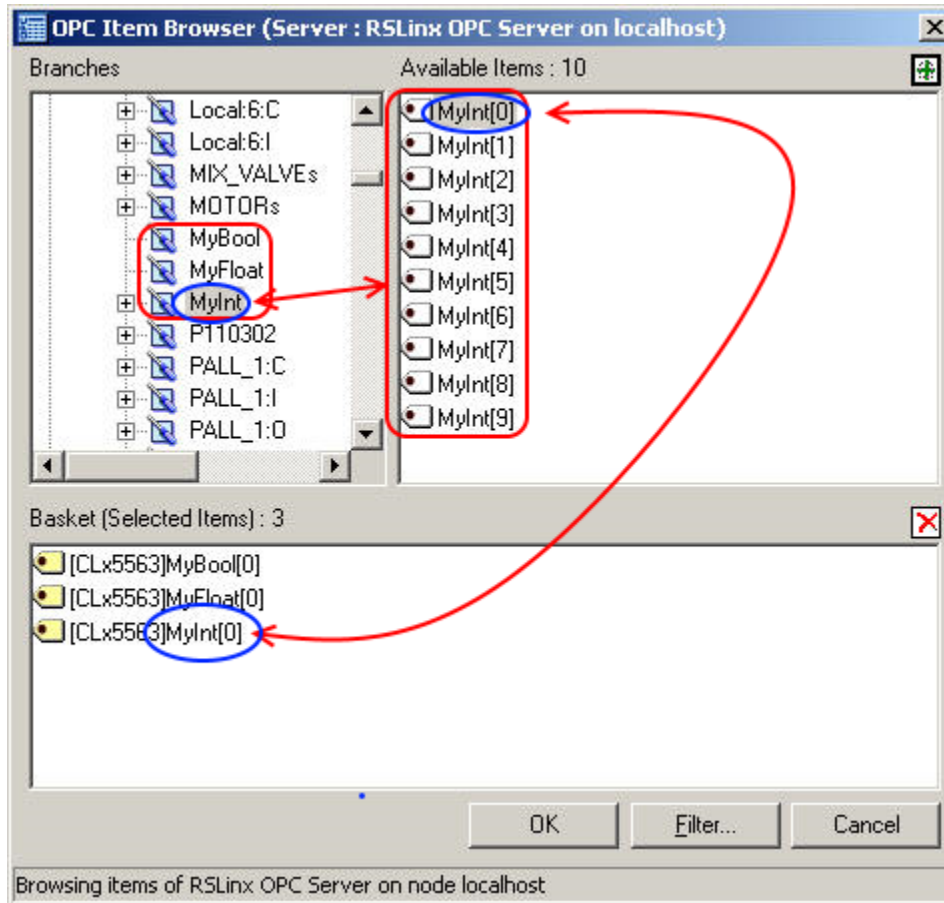 OPC Item Browser (Server : RSLinx OPC Server on localhost)
Branches
Available Items : 10
Local:6:C
Local:6:I
MIX_VALVEs
MOTORs
MyBool
MyFloat
MyInt
P110302
PALL_1:C
PALL_1:I
PALL_1:O
MyInt[0]
MyInt[1]
MyInt[2]
MyInt[3]
MyInt[4]
MyInt[5]
MyInt[6]
MyInt[7]
MyInt[8]
MyInt[9]
Basket (Selected Items) : 3
[CLx5563]MyBool[0]
[CLx5563]MyFloat[0]
[CLx5563]MyInt[0]
OK
Filter...
Cancel
Browsing items of RSLinx OPC Server on node localhost